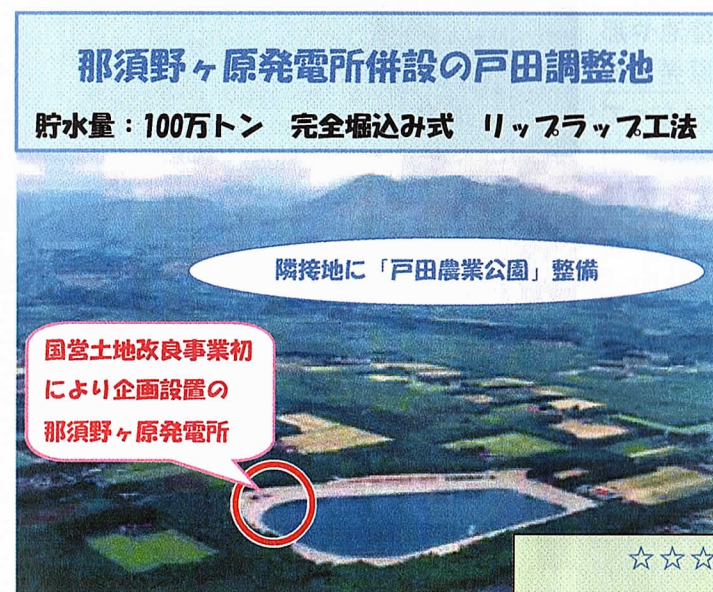 那須野ヶ原発電所併設の戸田調整池
貯水量：100万トン 完全堀込み式 リップラップ工法
隣接地に「戸田農業公園」整備
国営土地改良事業初
により企画設置の
那須野ヶ原発電所
☆☆☆